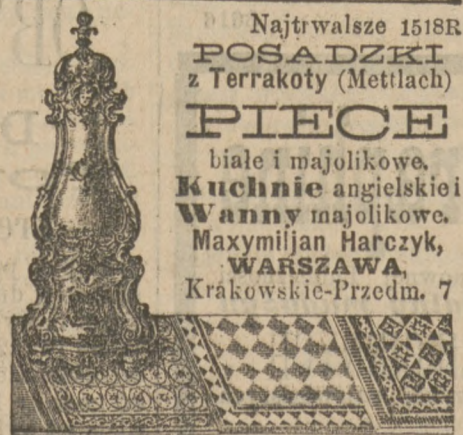 Najtrwalsze 1518R
POSADZKI
z Terrakoty (Mettlach)
PIECE
białe i majolikowe.
Kuchnie angielskie i
Wanny majolikowe.
Maxymiljan Harczyk,
WARSZAWA,
Krakowskie-Przedm. 7